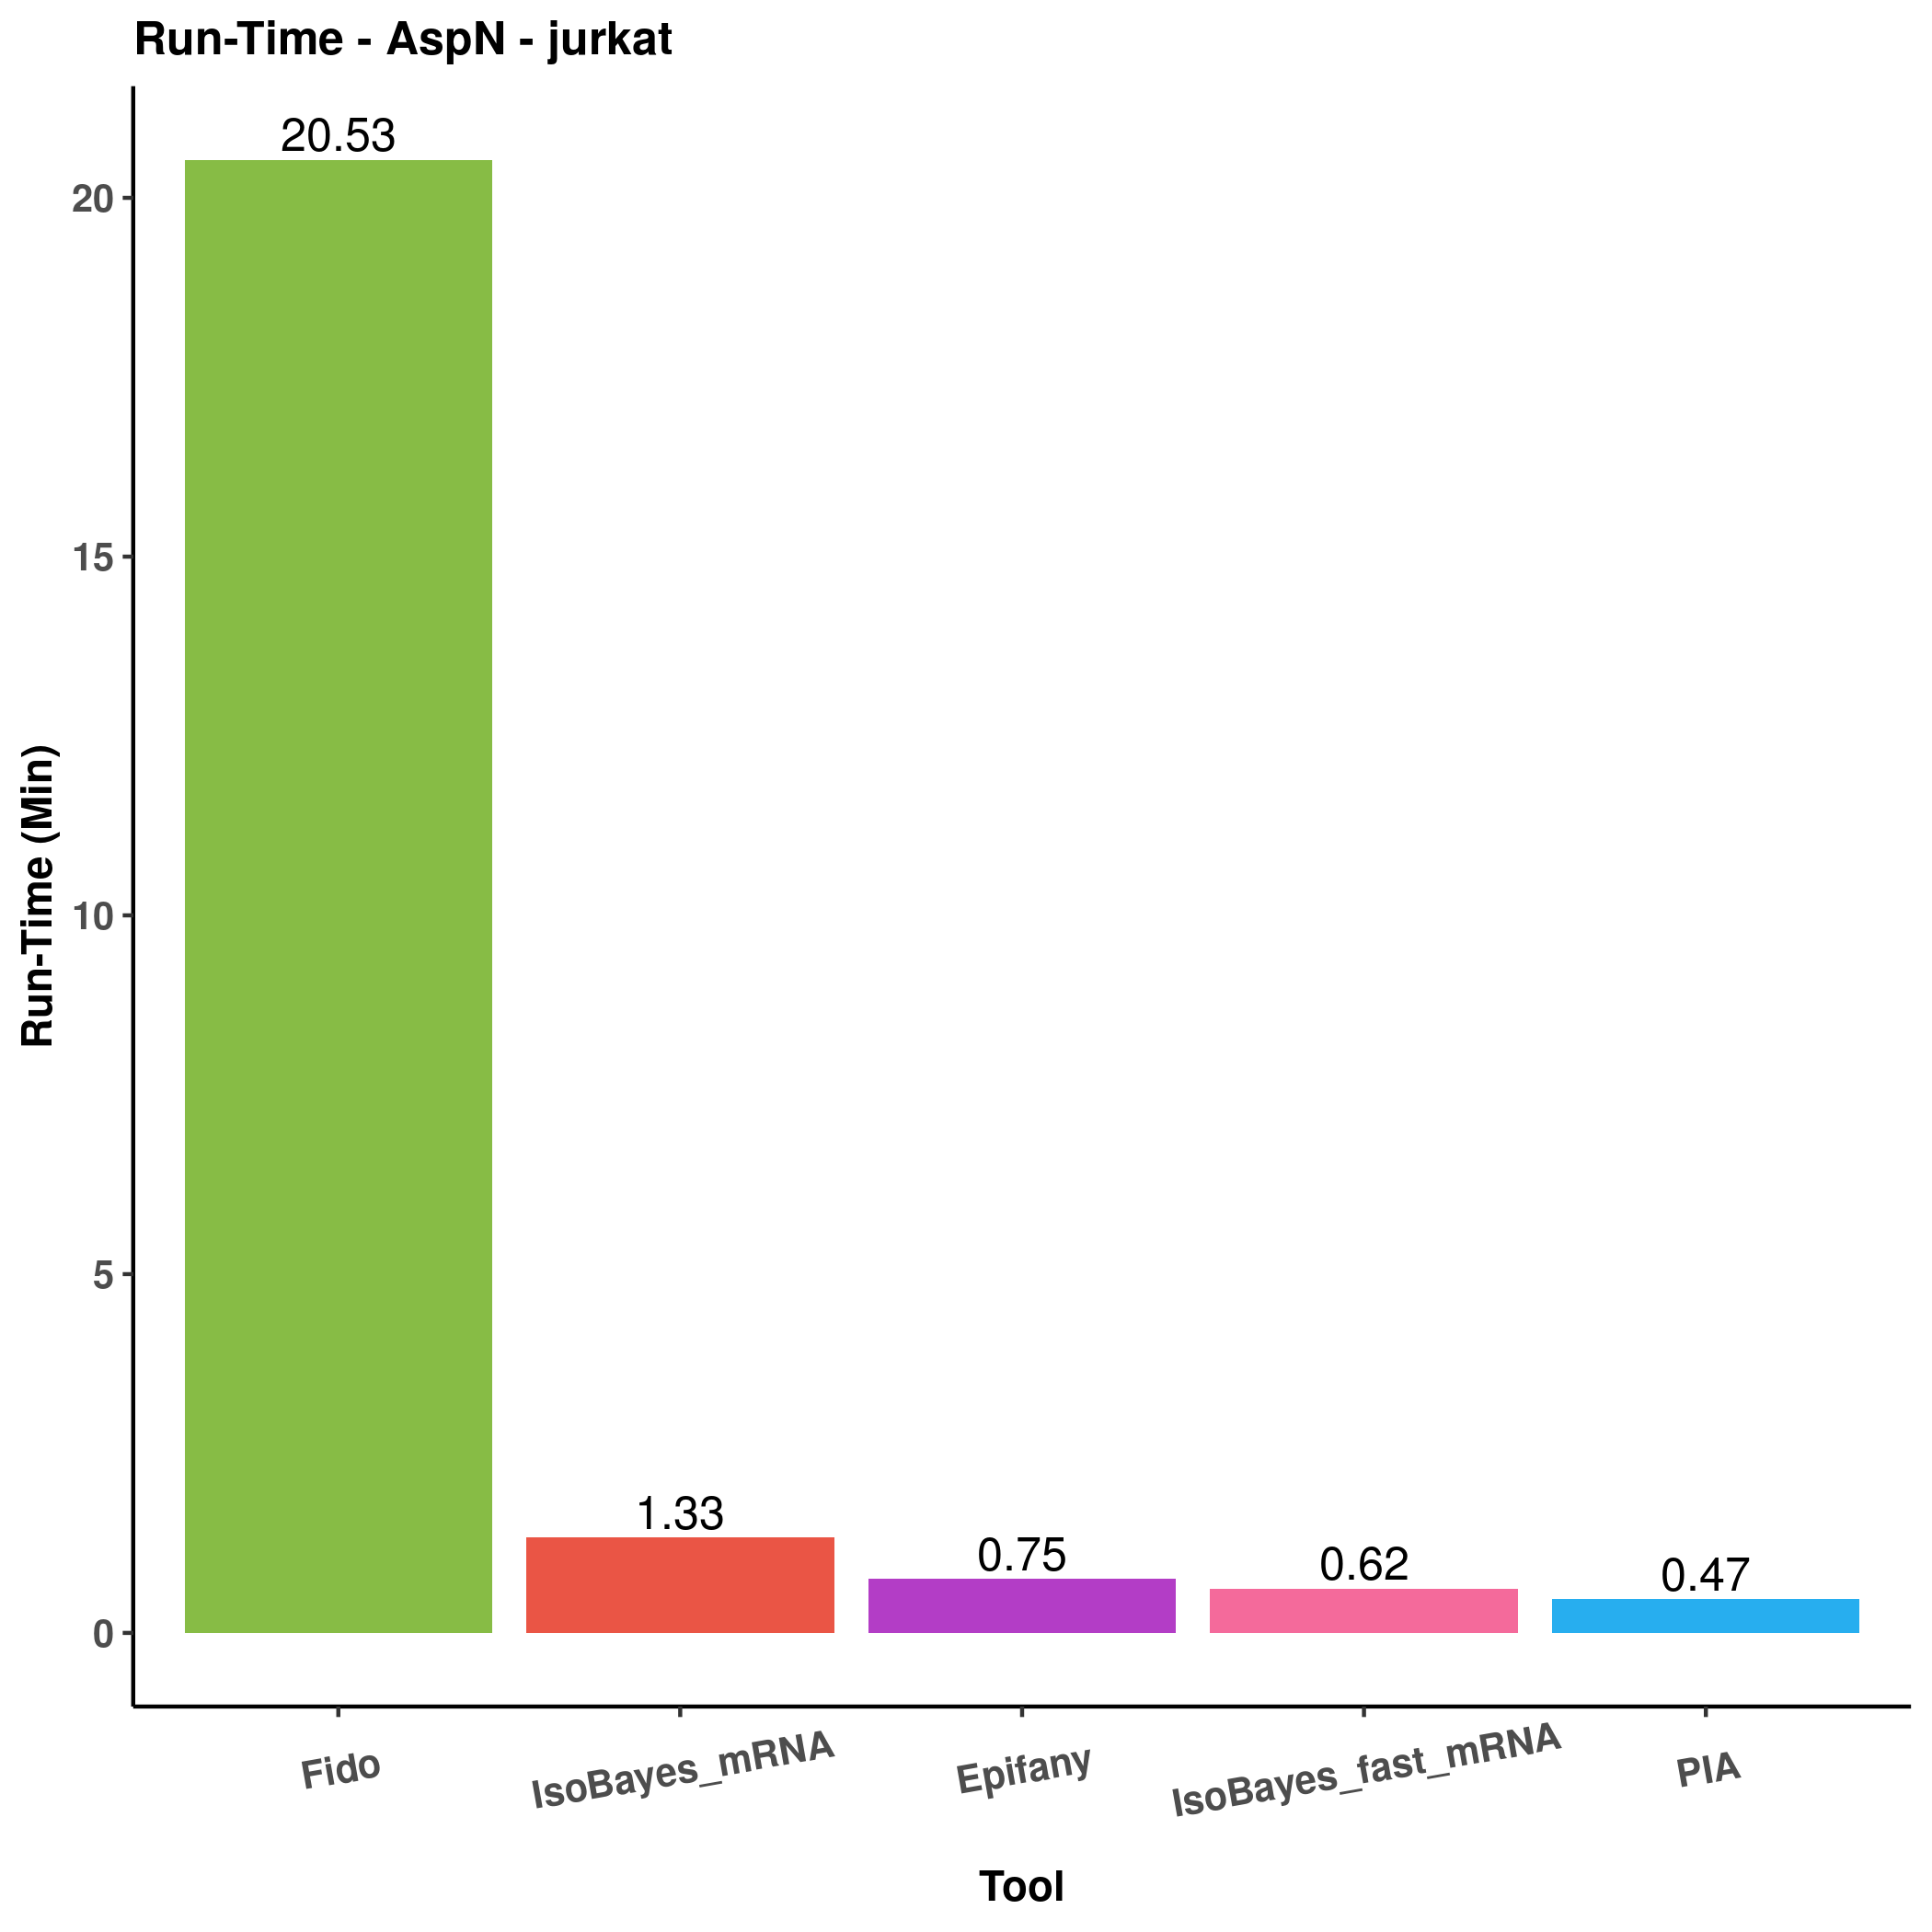 Run-Time - AspN - jurkat
Run-Time (Min)
20
15
10
5
0
20.53
1.33
0.75
0.62
0.47
Fido
IsoBayes_mRNA
Epifany
IsoBayes_fast_mRNA
PIA
Tool